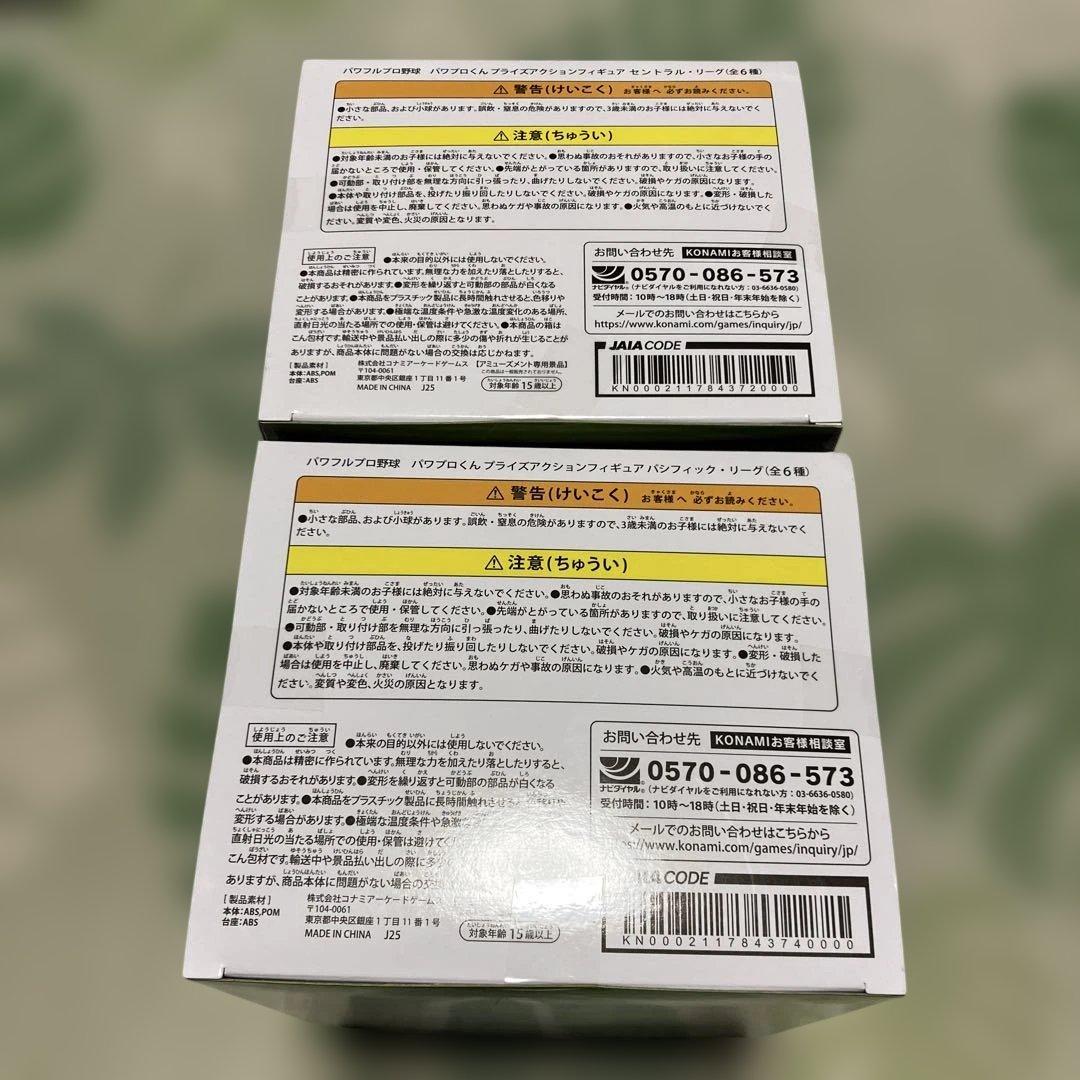 パワフルプロ野球 パワプロくん プライズアクションフィギュア セントラル・リーグ(全6種)
⚠ 警告(けいこく) お客様へ 必ずお読みください。
●小さな部品、および小球があります。誤飲・窒息の危険がありますので、3歳未満のお子様には絶対に与えないでく
ださい。
⚠ 注意(ちゅうい)
●対象年齢未満のお子様には絶対に与えないでください。●思わぬ事故のおそれがありますので、小さなお子様の手の
届かないところで使用・保管してください。●先端がとがっている箇所がありますので、取り扱いに注意してください。
●可動部・取り付け部を無理な方向に引っ張ったり、曲げたりしないでください。破損やケガの原因になります。
●本体や取り付け部品を、投げたり振り回したりしないでください。破損やケガの原因になります。●変形・破損した
場合は使用を中止し、廃棄してください。思わぬケガや事故の原因になります。●火気や高温のもとに近づけないでく
ださい。変質や変色、火災の原因となります。
使用上のご注意 ●本来の目的以外には使用しないでください。
●本商品は精密に作られています。無理な力を加えたり落としたりすると、
破損するおそれがあります。●変形を繰り返すと可動部の部品が白くなる
ことがあります。●本商品をプラスチック製品に長時間触れさせると、色移りや
変形する場合があります。●極端な温度条件や急激な温度変化のある場所、
直射日光の当たる場所での使用・保管は避けてください。●本商品の箱は
こん包材です。輸送中や景品払い出しの際に多少の傷や折れが生じることが
ありますが、商品本体に問題がない場合の交換は応じかねます。
[製品素材]
本体:ABS,POM
台座:ABS
株式会社コナミアーケードゲームス 【アミューズメント専用景品】
この商品は一般販売されておりません。
〒104-0061
東京都中央区銀座1丁目11番1号
MADE IN CHINA J25
対象年齢15歳以上
お問い合わせ先 KONAMIお客様相談室
0570-086-573
ナビダイヤル®(ナビダイヤルをご利用になれない方:03-6636-0580)
受付時間:10時〜18時(土日・祝日・年末年始を除く)
メールでのお問い合わせはこちらから
https://www.konami.com/games/inquiry/jp/
JAIA CODE
KN0002117843720000
パワフルプロ野球 パワプロくん プライズアクションフィギュア パシフィック・リーグ(全6種)
⚠ 警告(けいこく) お客様へ 必ずお読みください。
●小さな部品、および小球があります。誤飲・窒息の危険がありますので、3歳未満のお子様には絶対に与えないでく
ださい。
⚠ 注意(ちゅうい)
●対象年齢未満のお子様には絶対に与えないでください。●思わぬ事故のおそれがありますので、小さなお子様の手の
届かないところで使用・保管してください。●先端がとがっている箇所がありますので、取り扱いに注意してください。
●可動部・取り付け部を無理な方向に引っ張ったり、曲げたりしないでください。破損やケガの原因になります。
●本体や取り付け部品を、投げたり振り回したりしないでください。破損やケガの原因になります。●変形・破損した
場合は使用を中止し、廃棄してください。思わぬケガや事故の原因になります。●火気や高温のもとに近づけないでく
ださい。変質や変色、火災の原因となります。
使用上のご注意 ●本来の目的以外には使用しないでください。
●本商品は精密に作られています。無理な力を加えたり落としたりすると、
破損するおそれがあります。●変形を繰り返すと可動部の部品が白くなる
ことがあります。●本商品をプラスチック製品に長時間触れさせると、色移りや
変形する場合があります。●極端な温度条件や急激な
直射日光の当たる場所での使用・保管は避けてく
こん包材です。輸送中や景品払い出しの際に多少
ありますが、商品本体に問題がない場合の交換
[製品素材]
本体:ABS,POM
台座:ABS
株式会社コナミアーケードゲームス
〒104-0061
東京都中央区銀座1丁目11番1号
MADE IN CHINA J25
対象年齢15歳以上
お問い合わせ先 KONAMIお客様相談室
0570-086-573
ナビダイヤル®(ナビダイヤルをご利用になれない方:03-6636-0580)
受付時間:10時〜18時(土日・祝日・年末年始を除く)
メールでのお問い合わせはこちらから
https://www.konami.com/games/inquiry/jp/
JAIA CODE
KN0002117843740000